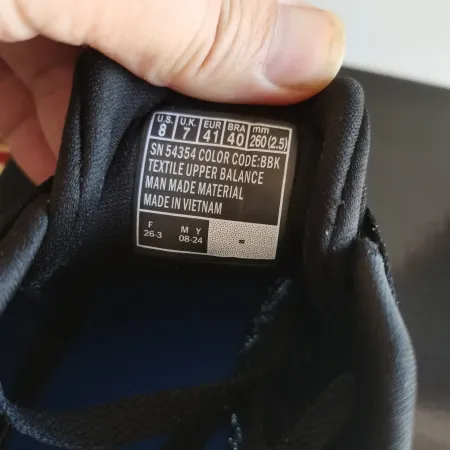 U.S. U.K. EUR BRA mm
8 7 41 40 260(2.5)
SN 54354 COLOR CODE:BBK
TEXTILE UPPER BALANCE
MAN MADE MATERIAL
MADE IN VIETNAM
F M Y
26-3 08-24